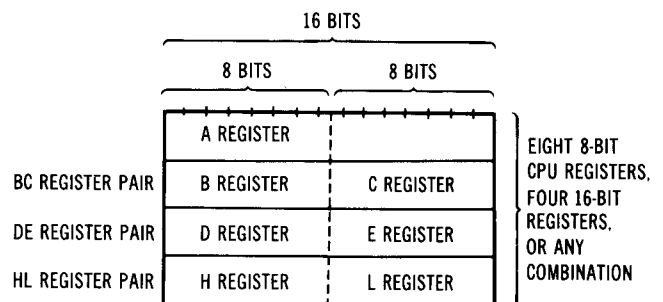 16 BITS
8 BITS 8 BITS
A REGISTER
BC REGISTER PAIR B REGISTER C REGISTER
DE REGISTER PAIR D REGISTER E REGISTER
HL REGISTER PAIR H REGISTER L REGISTER
EIGHT 8-BIT
CPU REGISTERS,
FOUR 16-BIT
REGISTERS,
OR ANY
COMBINATION